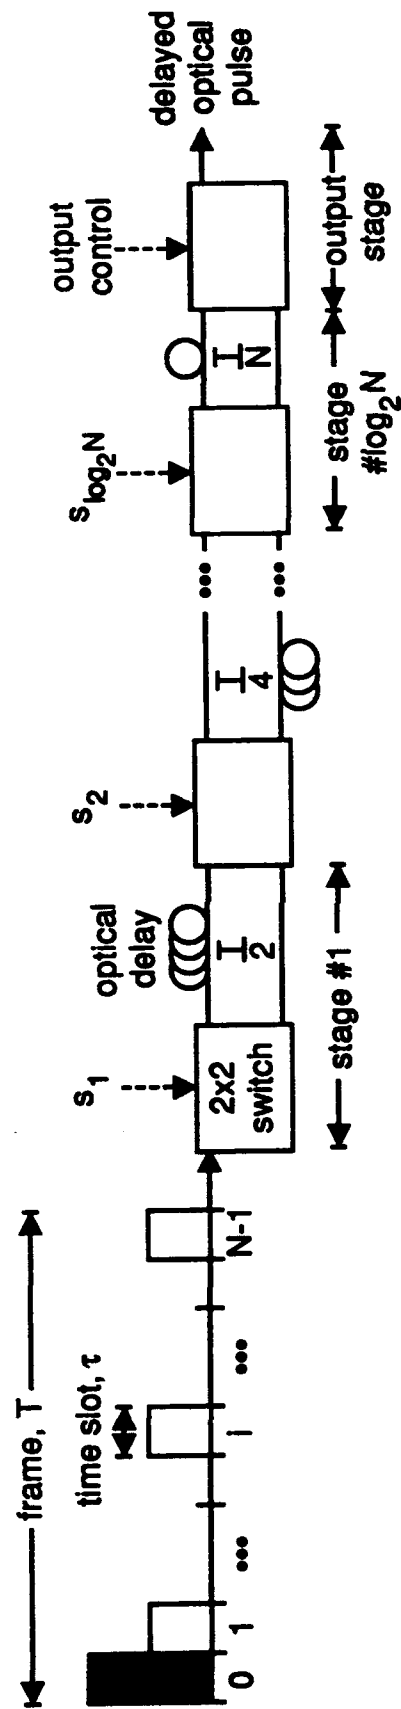 frame, T
time slot, τ
0
1
•••
i
•••
N-1
s1
2x2
switch
optical
delay
T
2
stage #1
s2
T
4
•••
•••
slog2N
T
N
stage
#log2N
output
control
output
stage
delayed
optical
pulse